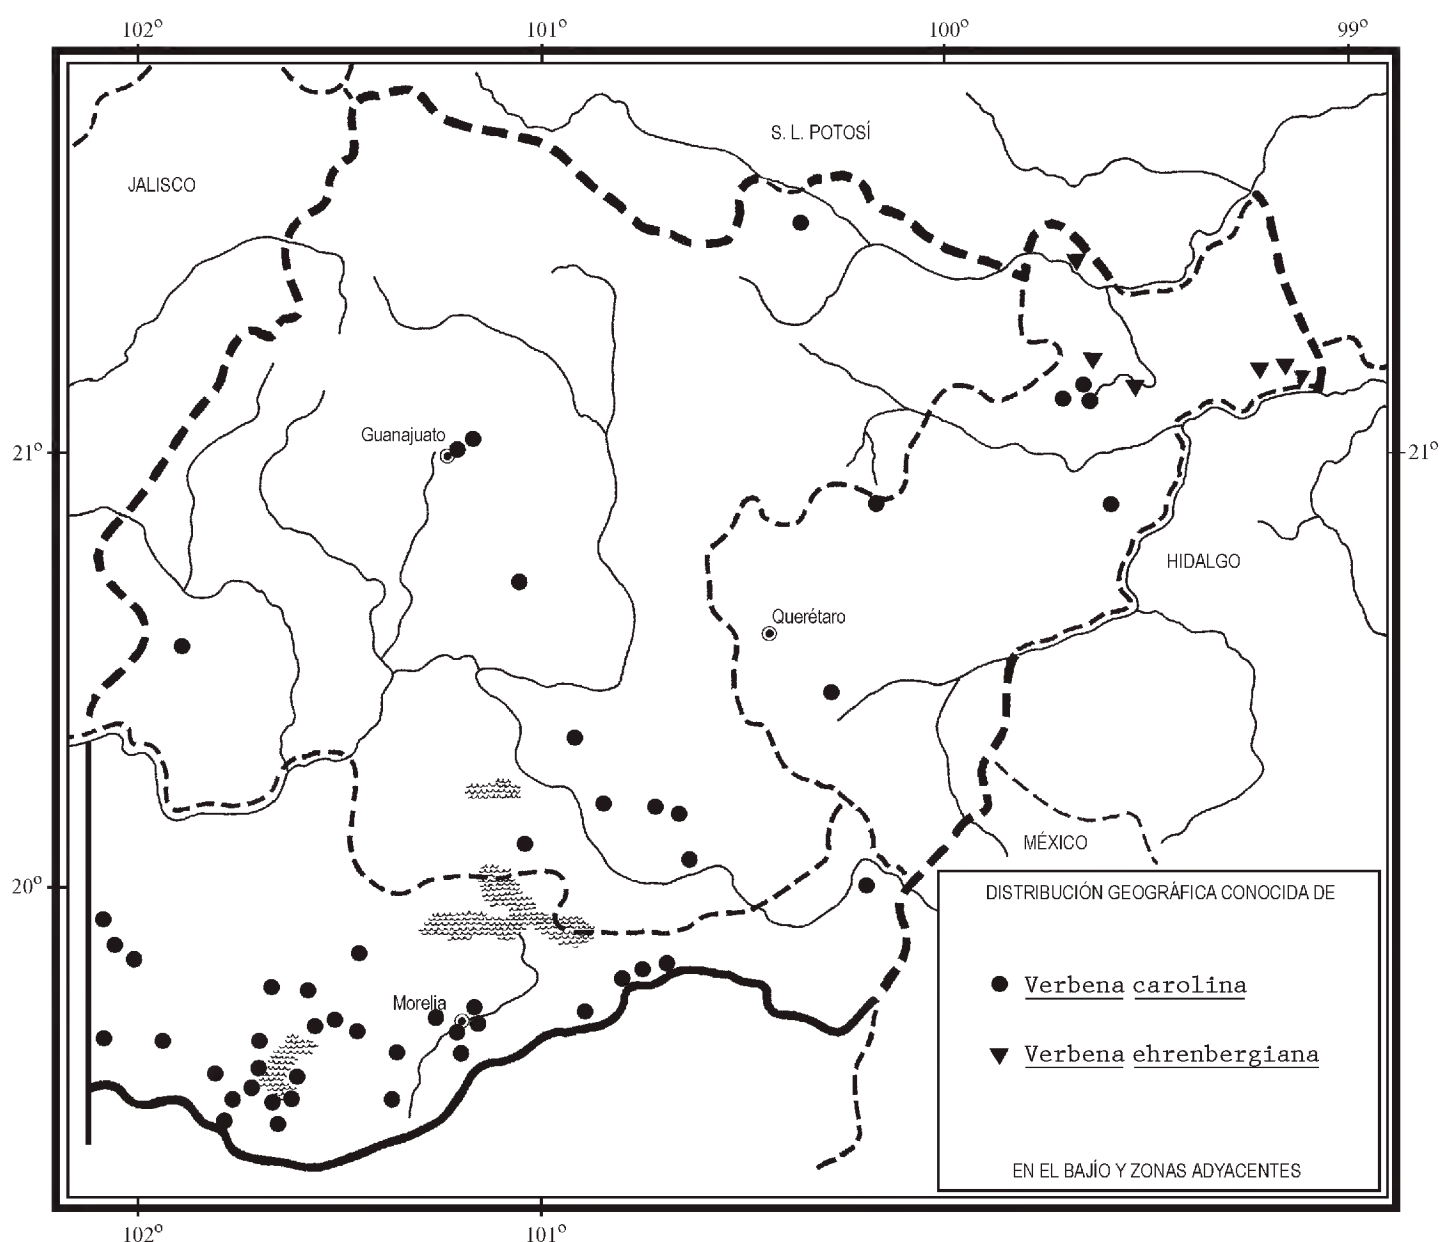 102° 101° 100° 99°
S. L. POTOSÍ
JALISCO
Guanajuato
21° 21°
HIDALGO
Querétaro
MÉXICO
20°
DISTRIBUCIÓN GEOGRÁFICA CONOCIDA DE
Verbena carolina
Morelia
Verbena ehrenbergiana
EN EL BAJÍO Y ZONAS ADYACENTES
102° 101°